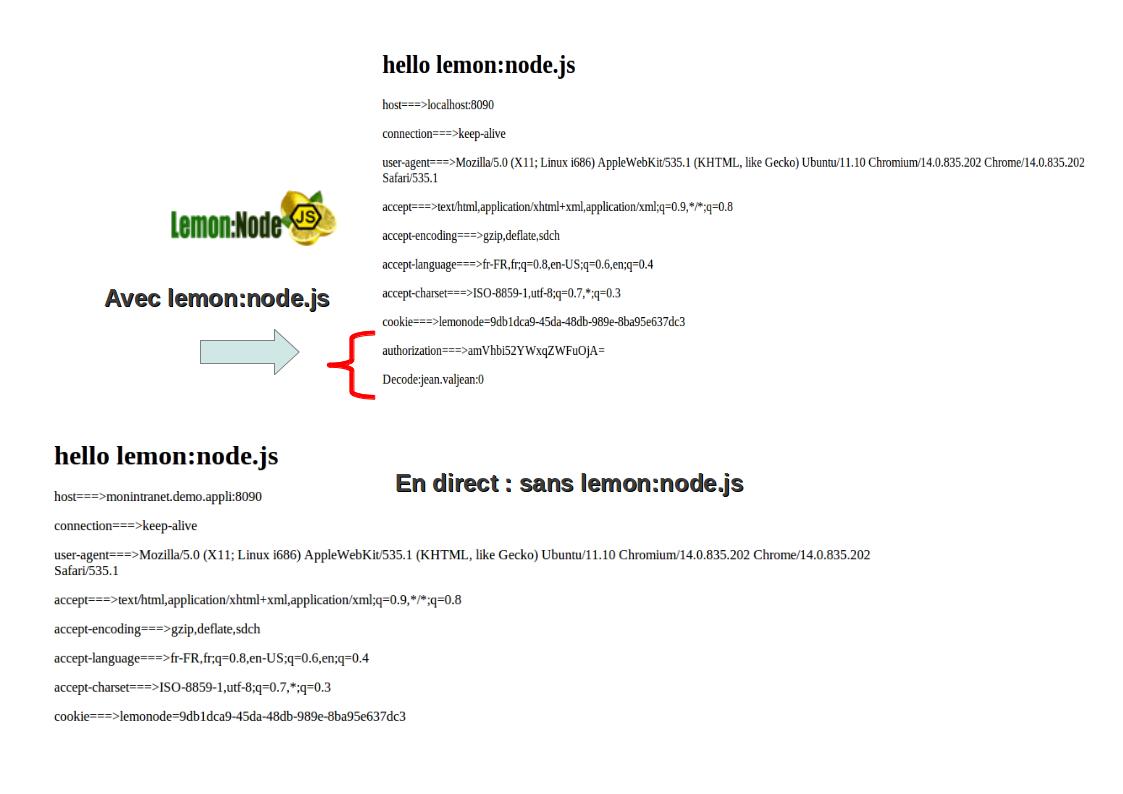 hello lemon:node.js
host===>localhost:8090
connection===>keep-alive
user-agent===>Mozilla/5.0 (X11; Linux i686) AppleWebKit/535.1 (KHTML, like Gecko) Ubuntu/11.10 Chromium/14.0.835.202 Chrome/14.0.835.202
Safari/535.1
accept===>text/html,application/xhtml+xml,application/xml;q=0.9,*/*;q=0.8
accept-encoding===>gzip,deflate,sdch
accept-language===>fr-FR,fr;q=0.8,en-US;q=0.6,en;q=0.4
accept-charset===>ISO-8859-1,utf-8;q=0.7,*;q=0.3
cookie===>lemonode=9db1dca9-45da-48db-989e-8ba95e637dc3
authorization===>amVhbi52YWxqZWFuOjA=
Decode:jean.valjean:0
Lemon:Node JS
Avec lemon:node.js
hello lemon:node.js
En direct : sans lemon:node.js
host===>monintranet.demo.appli:8090
connection===>keep-alive
user-agent===>Mozilla/5.0 (X11; Linux i686) AppleWebKit/535.1 (KHTML, like Gecko) Ubuntu/11.10 Chromium/14.0.835.202 Chrome/14.0.835.202
Safari/535.1
accept===>text/html,application/xhtml+xml,application/xml;q=0.9,*/*;q=0.8
accept-encoding===>gzip,deflate,sdch
accept-language===>fr-FR,fr;q=0.8,en-US;q=0.6,en;q=0.4
accept-charset===>ISO-8859-1,utf-8;q=0.7,*;q=0.3
cookie===>lemonode=9db1dca9-45da-48db-989e-8ba95e637dc3